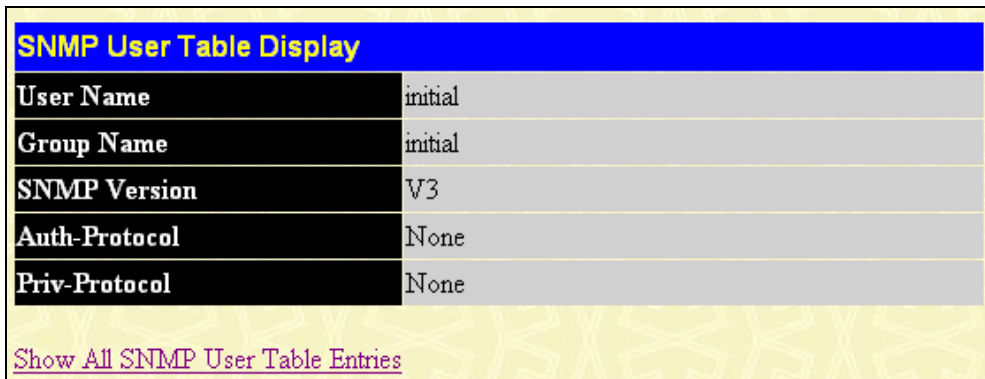 SNMP User Table Display
User Name initial
Group Name initial
SNMP Version V3
Auth-Protocol None
Priv-Protocol None
Show All SNMP User Table Entries